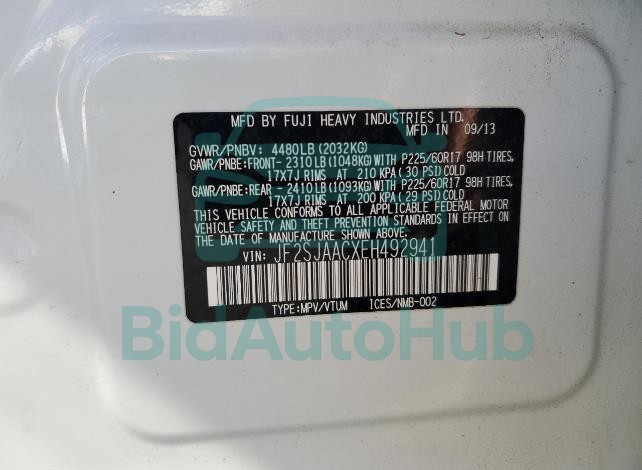 MFD BY FUJI HEAVY INDUSTRIES LTD.
MFD IN 09/13
GVWR/PNBV: 4480LB (2032KG)
GAWR/PNBE:FRONT- 2310LB(1048KG)WITH P225/60R17 98H TIRES,
17X7J RIMS AT 210 KPA( 30 PSI)COLD
GAWR/PNBE:REAR - 2410LB(1093KG)WITH P225/60R17 98H TIRES,
17X7J RIMS AT 200 KPA(29 PSI)COLD
THIS VEHICLE CONFORMS TO ALL APPLICABLE FEDERAL MOTOR
VEHICLE SAFETY AND THEFT PREVENTION STANDARDS IN EFFECT
ON THE DATE OF MANUFACTURE SHOWN ABOVE.
VIN: JF2SJAACXEH492941
TYPE:MPV/VTUM ICES/NMB-002
BidAutoHub